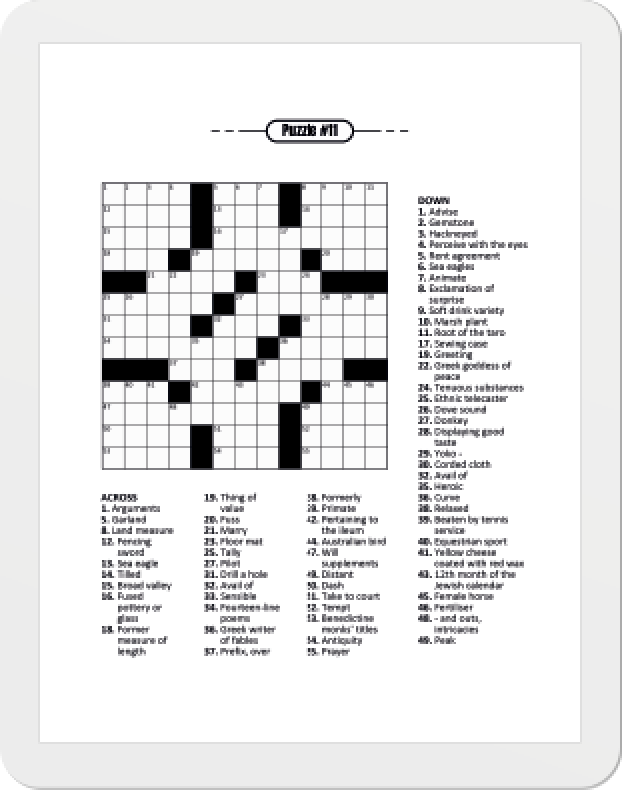 Puzzle #11
ACROSS
1. Arguments
5. Garland
8. Land measure
12. Fencing
sword
13. Sea eagle
14. Tilled
15. Broad valley
16. Fused
pottery or
glass
18. Former
measure of
length
19. Thing of
value
20. Fuss
21. Marry
23. Floor mat
25. Tally
27. Pilot
31. Drill a hole
32. Avail of
33. Sensible
34. Fourteen-line
poems
36. Greek writer
of fables
37. Prefix, over
38. Formerly
39. Primate
42. Pertaining to
the ileum
44. Australian bird
47. Will
supplements
49. Distant
50. Dash
51. Take to court
52. Tempt
53. Benedictine
monks' titles
54. Antiquity
55. Prayer
DOWN
1. Advise
2. Gemstone
3. Hackneyed
4. Perceive with the eyes
5. Rent agreement
6. Sea eagles
7. Animate
8. Exclamation of
surprise
9. Soft drink variety
10. Marsh plant
11. Root of the taro
17. Sewing case
19. Greeting
22. Greek goddess of
peace
24. Tenuous substances
25. Ethnic telecaster
26. Dove sound
27. Donkey
28. Displaying good
taste
29. Yoko -
30. Corded cloth
32. Avail of
35. Heroic
36. Curve
38. Relaxed
39. Beaten by tennis
service
40. Equestrian sport
41. Yellow cheese
coated with red wax
43. 12th month of the
Jewish calendar
45. Female horse
46. Fertiliser
48. - and outs,
intricacies
49. Peak